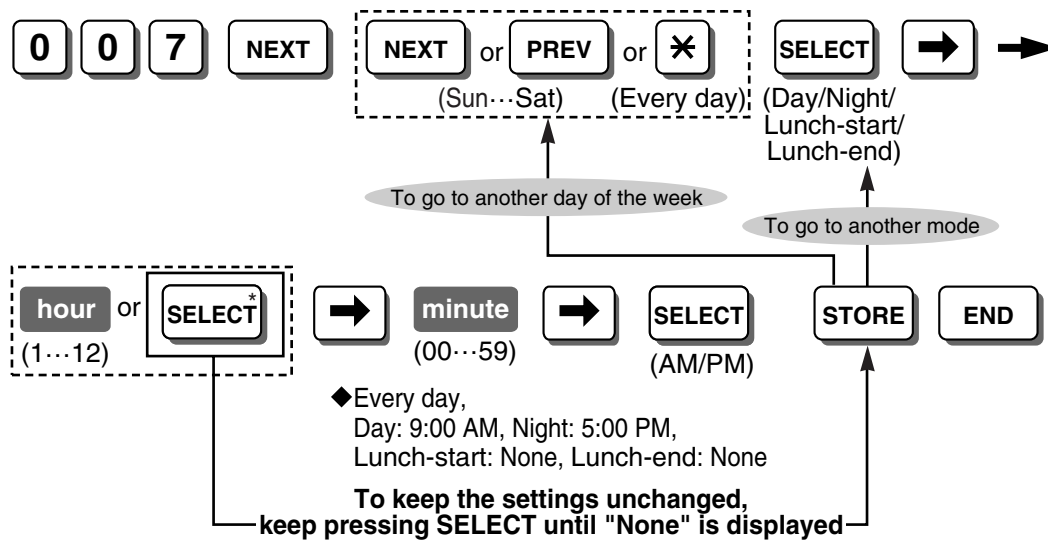 0 0 7 NEXT NEXT or PREV or ✕ SELECT ➡ ➡
(Sun···Sat) (Every day) (Day/Night/
Lunch-start/
Lunch-end)
To go to another day of the week
To go to another mode
hour or SELECT* ➡ minute ➡ SELECT STORE END
(1···12) (00···59) (AM/PM)
◆Every day,
Day: 9:00 AM, Night: 5:00 PM,
Lunch-start: None, Lunch-end: None
To keep the settings unchanged,
keep pressing SELECT until "None" is displayed